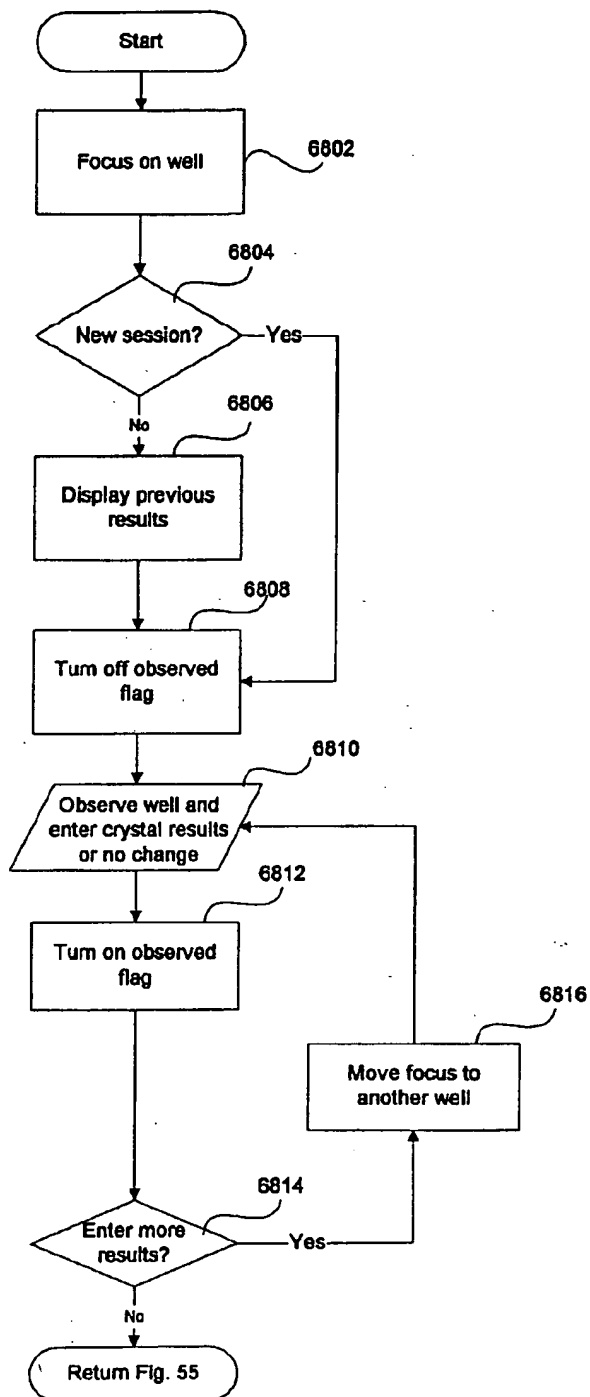 Start
Focus on well
6802
6804
New session?
Yes
No
6806
Display previous
results
6808
Turn off observed
flag
6810
Observe well and
enter crystal results
or no change
6812
Turn on observed
flag
6816
Move focus to
another well
6814
Enter more
results?
Yes
No
Return Fig. 55